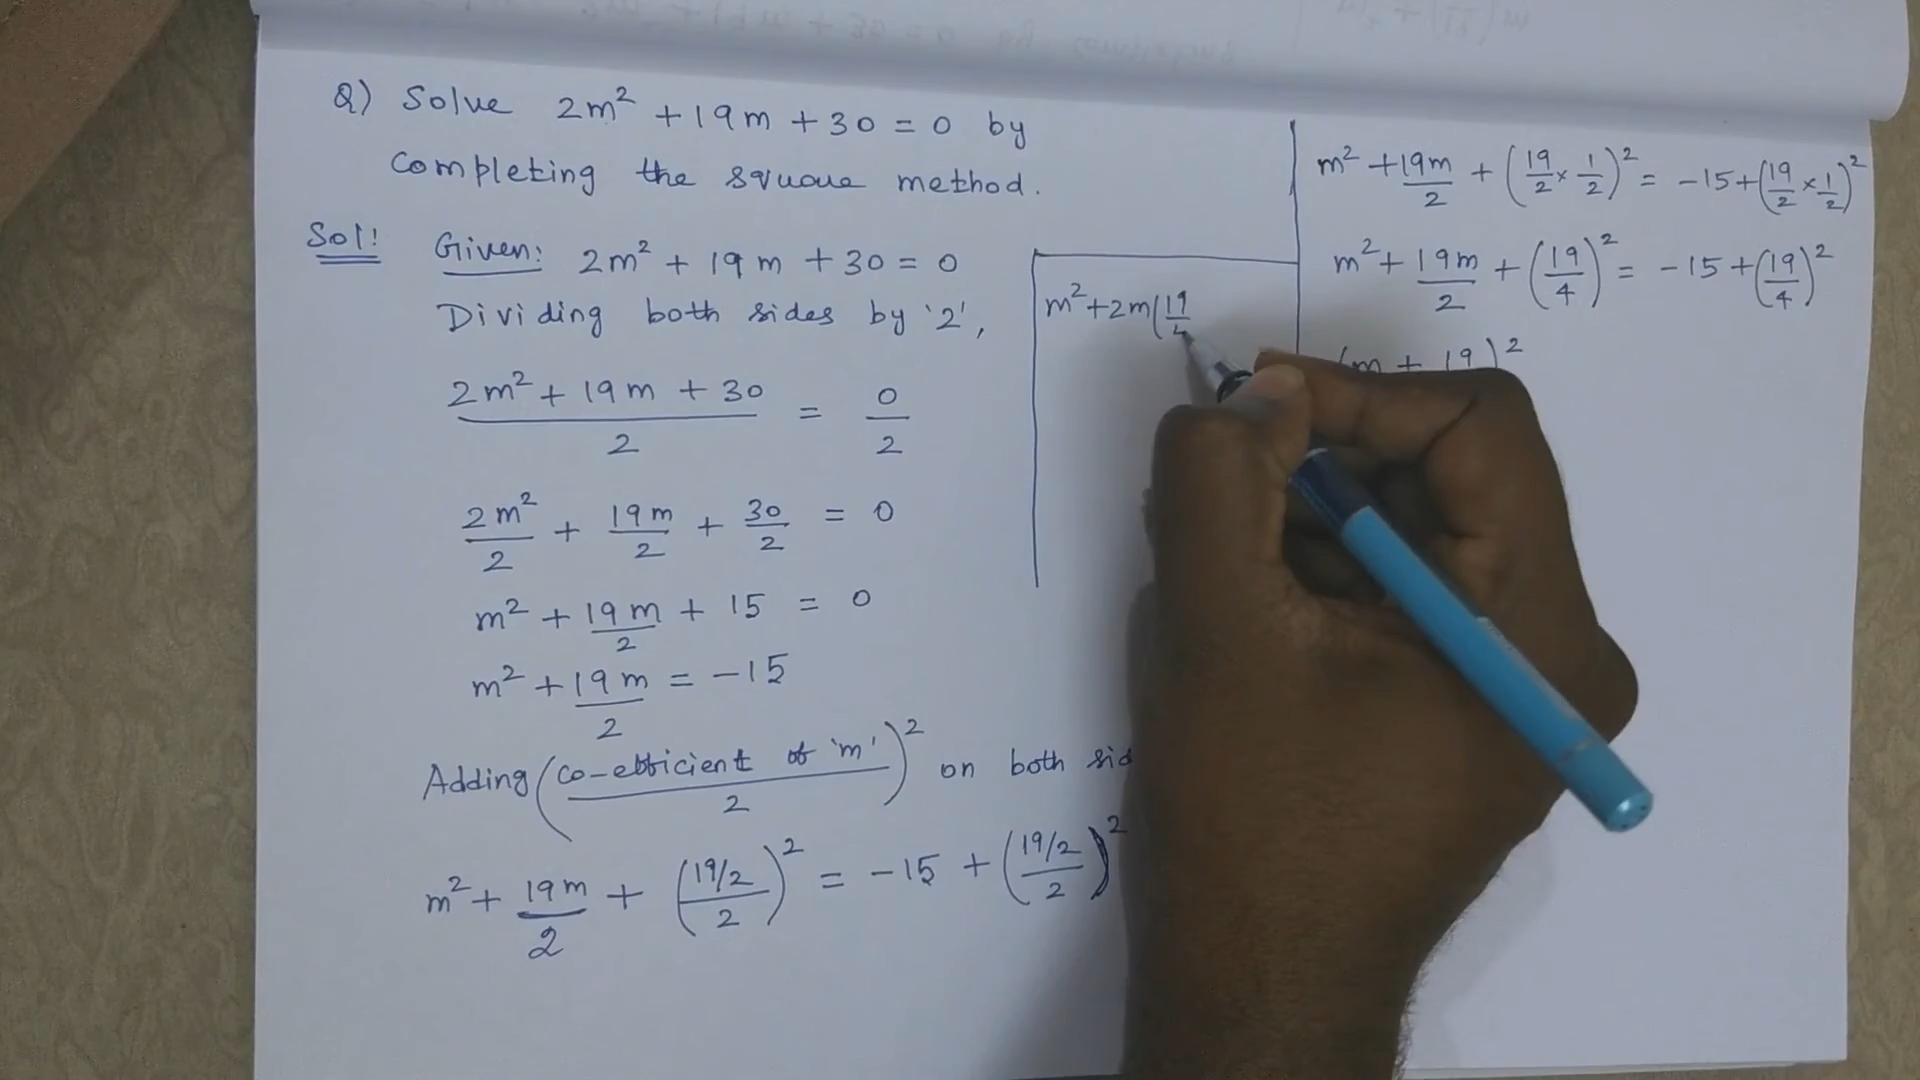 Q) Solve 2m² + 19m + 30 = 0 by
completing the square method.
Sol: Given: 2m² + 19m + 30 = 0
Dividing both sides by '2',
(2m² + 19m + 30)/2 = 0/2
2m²/2 + 19m/2 + 30/2 = 0
m² + 19m/2 + 15 = 0
m² + 19m/2 = -15
Adding (co-efficient of 'm'/2)² on both
m² + 19m/2 + ((19/2)/2)² = -15 + ((19/2)/2)²
m² + 2m(19/4
m² + 19m/2 + (19/2 × 1/2)² = -15 + (19/2 × 1/2)²
m² + 19m/2 + (19/4)² = -15 + (19/4)²
(m + 19)²